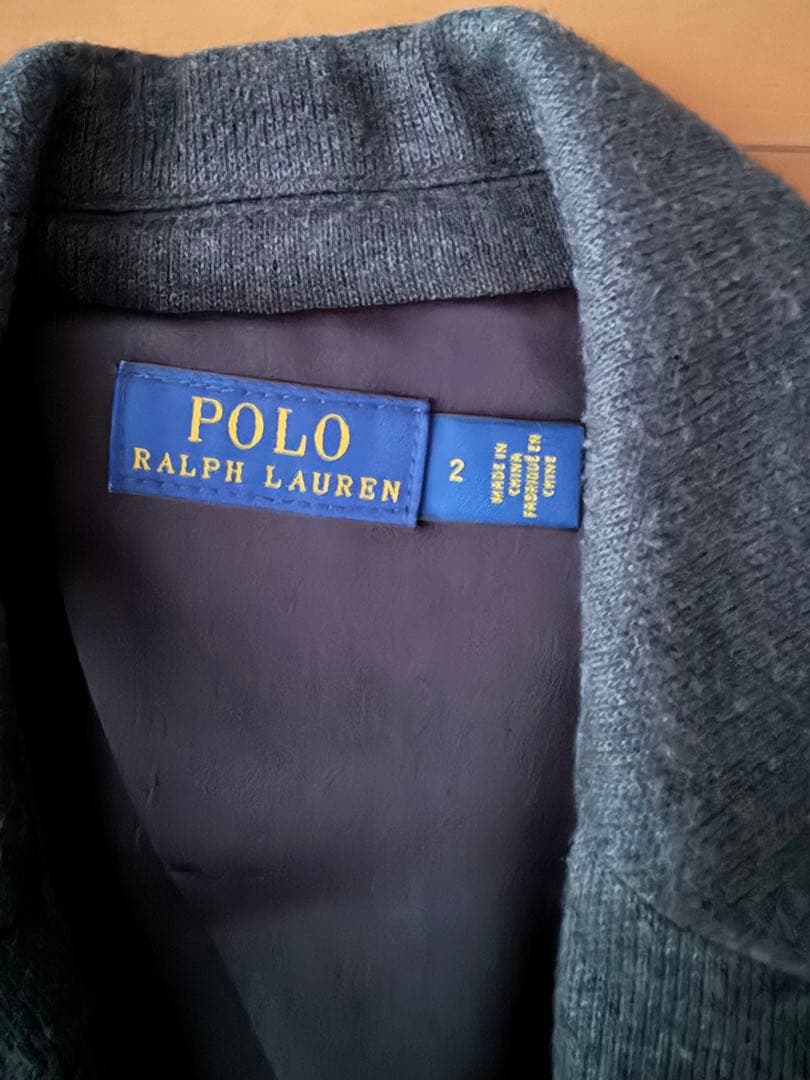 POLO
RALPH LAUREN
2
MADE IN
CHINA
FABRIQUÉ EN
CHINE